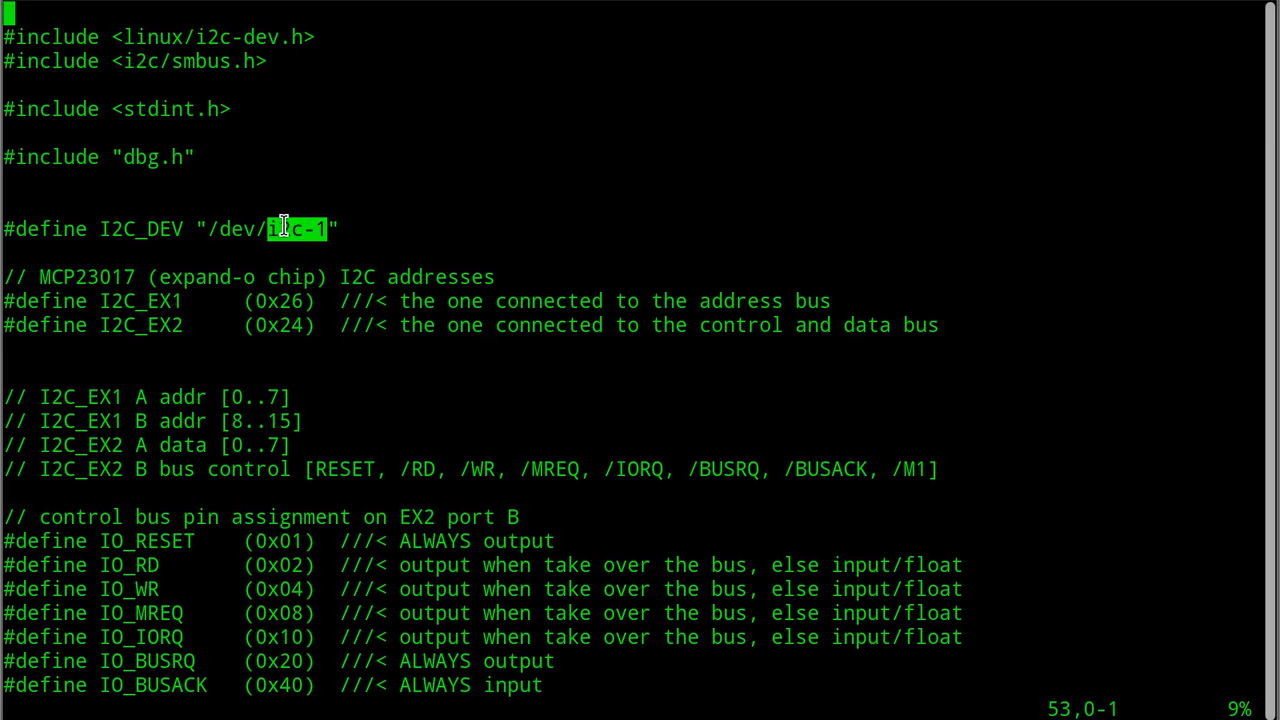 #include <linux/i2c-dev.h>
#include <i2c/smbus.h>
#include <stdint.h>
#include "dbg.h"
#define I2C_DEV "/dev/i2c-1"
// MCP23017 (expand-o chip) I2C addresses
#define I2C_EX1     (0x26)  ///< the one connected to the address bus
#define I2C_EX2     (0x24)  ///< the one connected to the control and data bus
// I2C_EX1 A addr [0..7]
// I2C_EX1 B addr [8..15]
// I2C_EX2 A data [0..7]
// I2C_EX2 B bus control [RESET, /RD, /WR, /MREQ, /IORQ, /BUSRQ, /BUSACK, /M1]
// control bus pin assignment on EX2 port B
#define IO_RESET    (0x01)  ///< ALWAYS output
#define IO_RD       (0x02)  ///< output when take over the bus, else input/float
#define IO_WR       (0x04)  ///< output when take over the bus, else input/float
#define IO_MREQ     (0x08)  ///< output when take over the bus, else input/float
#define IO_IORQ     (0x10)  ///< output when take over the bus, else input/float
#define IO_BUSRQ    (0x20)  ///< ALWAYS output
#define IO_BUSACK   (0x40)  ///< ALWAYS input
53,0-1 9%